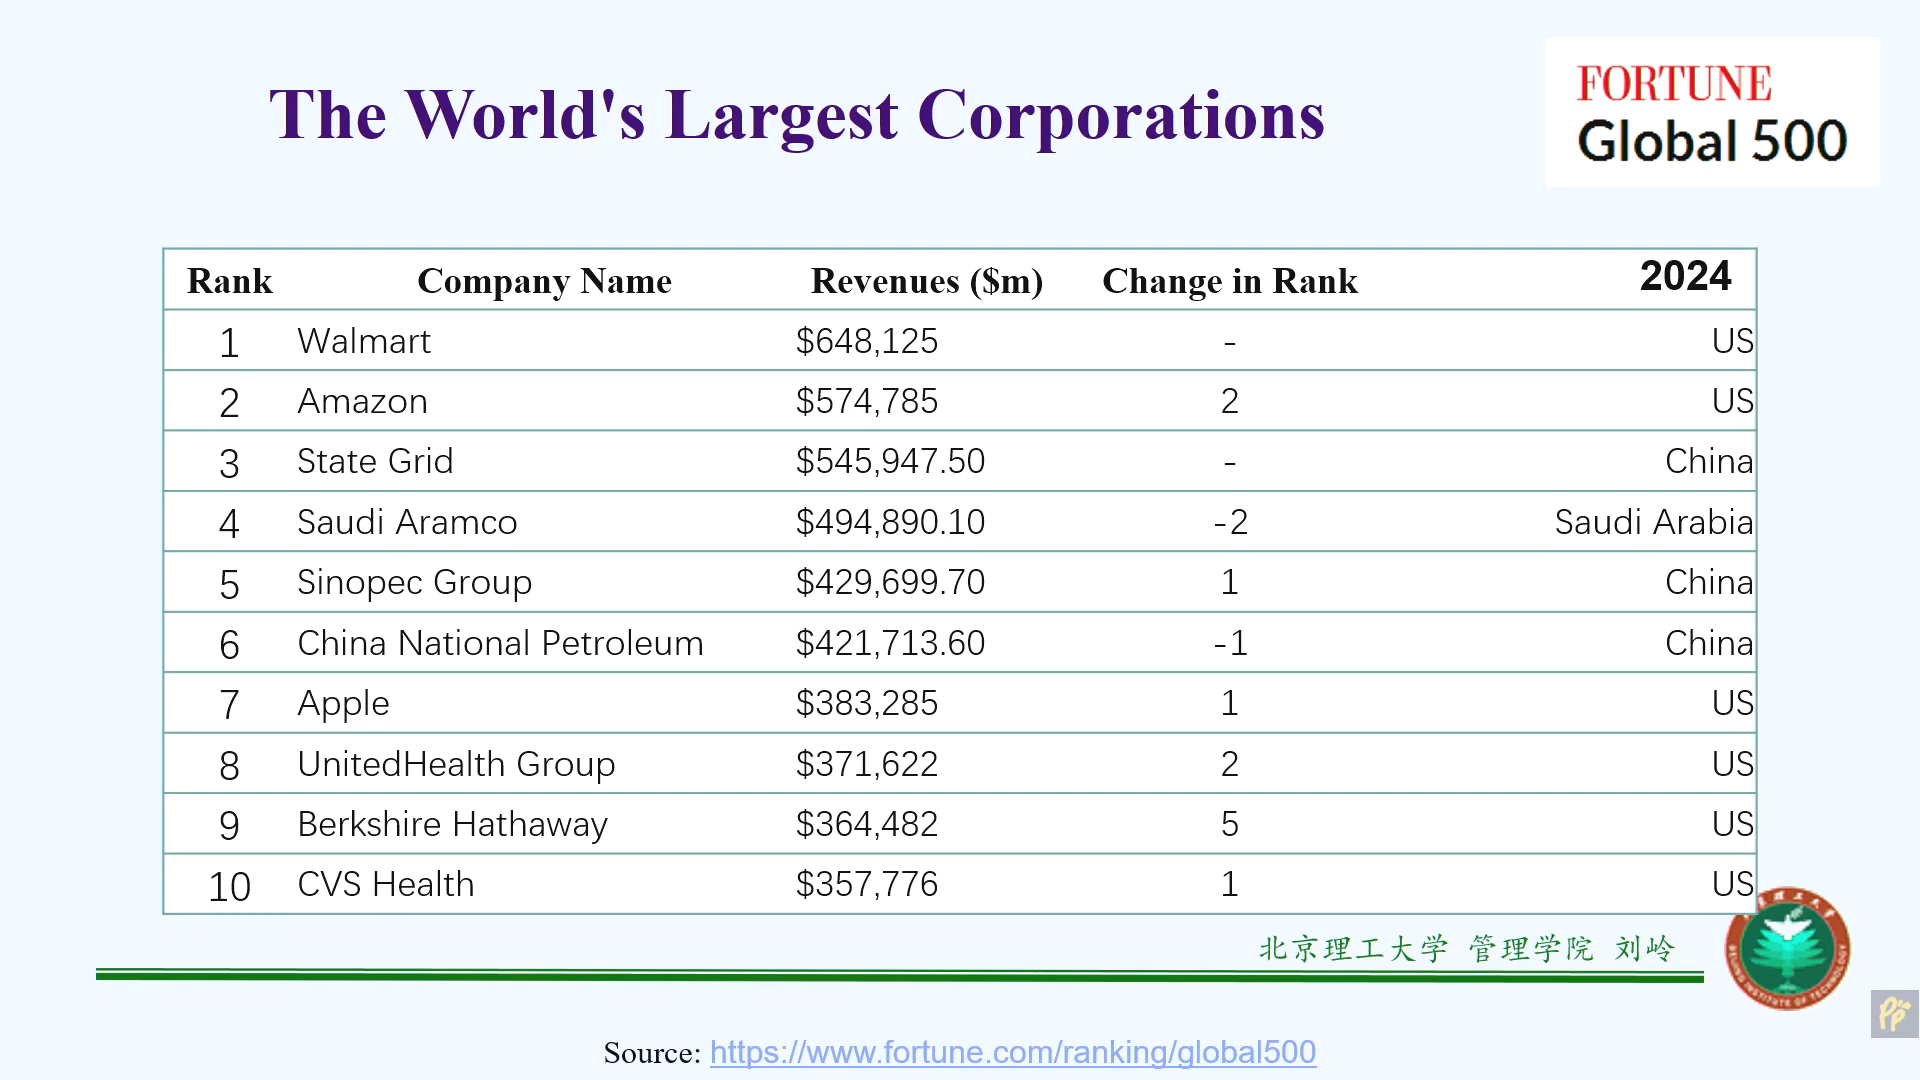 The World's Largest Corporations
FORTUNE
Global 500
Rank Company Name Revenues ($m) Change in Rank 2024
1 Walmart $648,125 - US
2 Amazon $574,785 2 US
3 State Grid $545,947.50 - China
4 Saudi Aramco $494,890.10 -2 Saudi Arabia
5 Sinopec Group $429,699.70 1 China
6 China National Petroleum $421,713.60 -1 China
7 Apple $383,285 1 US
8 UnitedHealth Group $371,622 2 US
9 Berkshire Hathaway $364,482 5 US
10 CVS Health $357,776 1 US
北京理工大学 管理学院 刘岭
BEIJING INSTITUTE OF TECHNOLOGY
Source: https://www.fortune.com/ranking/global500